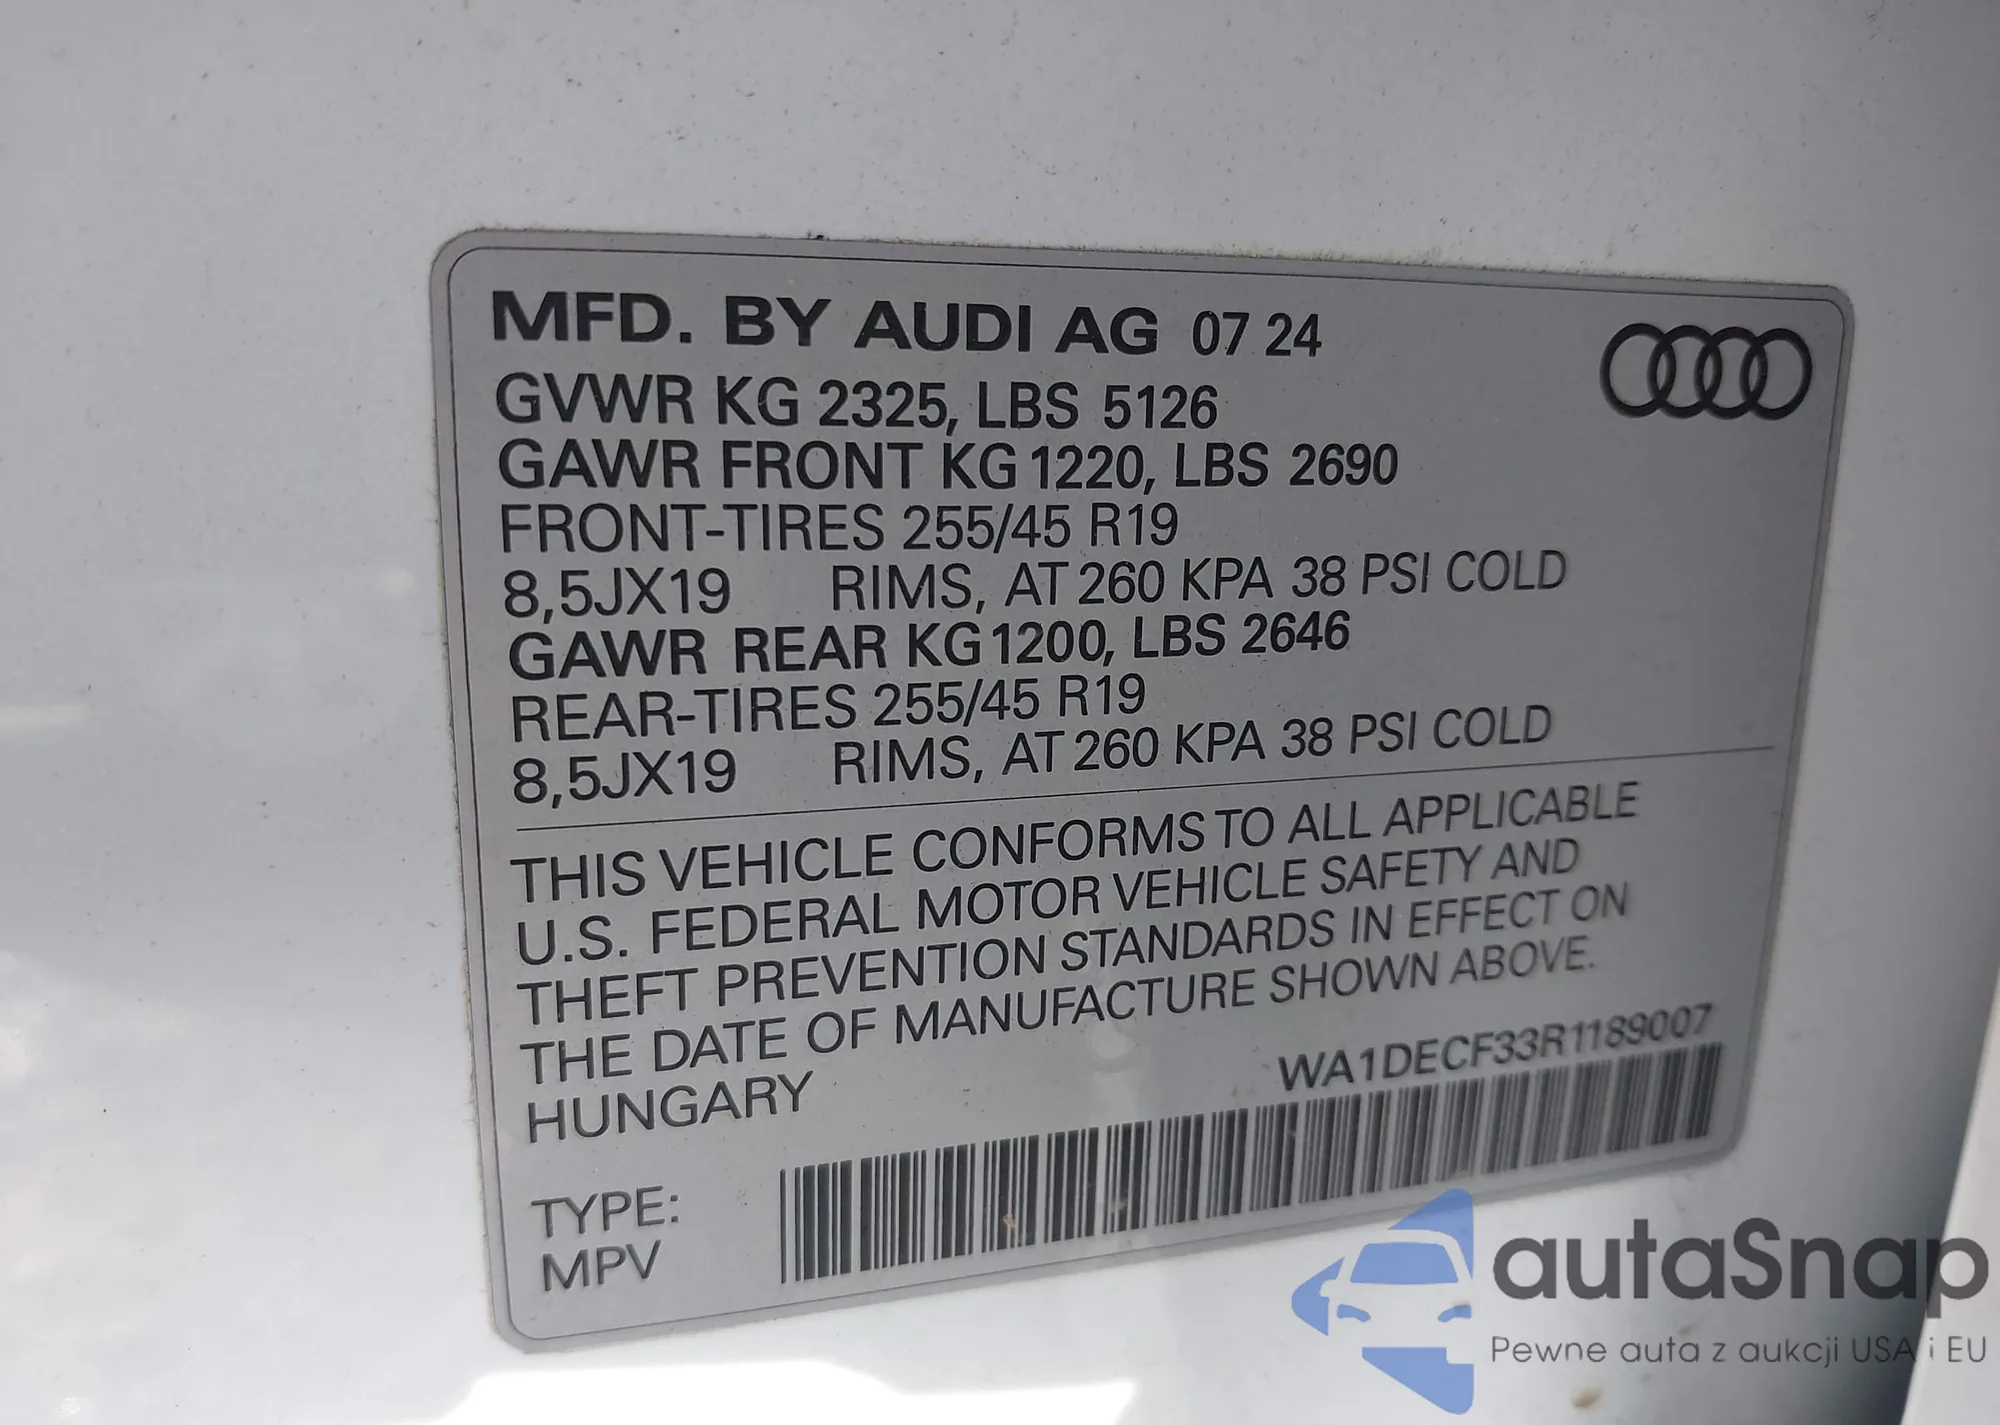 MFD. BY AUDI AG 07 24
GVWR KG 2325, LBS 5126
GAWR FRONT KG 1220, LBS 2690
FRONT-TIRES 255/45 R19
8,5JX19 RIMS, AT 260 KPA 38 PSI COLD
GAWR REAR KG 1200, LBS 2646
REAR-TIRES 255/45 R19
8,5JX19 RIMS, AT 260 KPA 38 PSI COLD
THIS VEHICLE CONFORMS TO ALL APPLICABLE
U.S. FEDERAL MOTOR VEHICLE SAFETY AND
THEFT PREVENTION STANDARDS IN EFFECT ON
THE DATE OF MANUFACTURE SHOWN ABOVE.
HUNGARY
WA1DECF33R1189007
TYPE:
MPV
autaSnap
Pewne auta z aukcji USA i EU